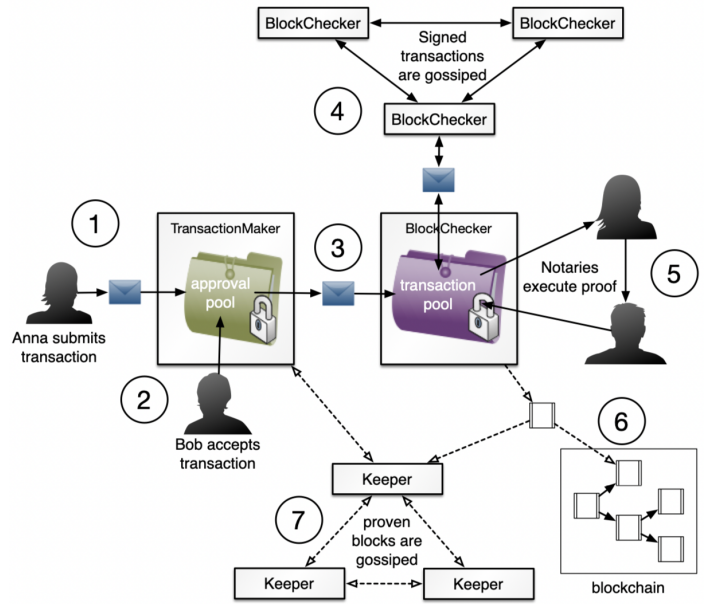 BlockChecker
BlockChecker
Signed
transactions
are gossiped
4
BlockChecker
1
TransactionMaker
3
BlockChecker
approval
pool
transaction
pool
Notaries
execute proof
5
Anna submits
transaction
2
Bob accepts
transaction
6
Keeper
7
proven
blocks are
gossiped
Keeper
Keeper
blockchain